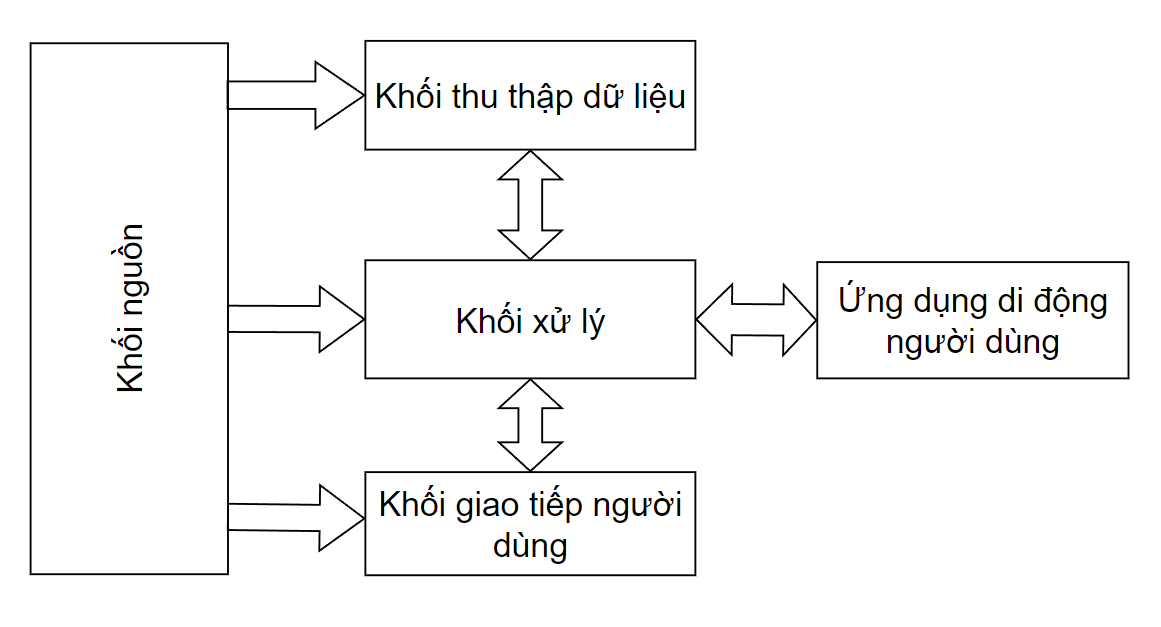 Khối nguồn
Khối thu thập dữ liệu
Khối xử lý
Ứng dụng di động
người dùng
Khối giao tiếp người
dùng